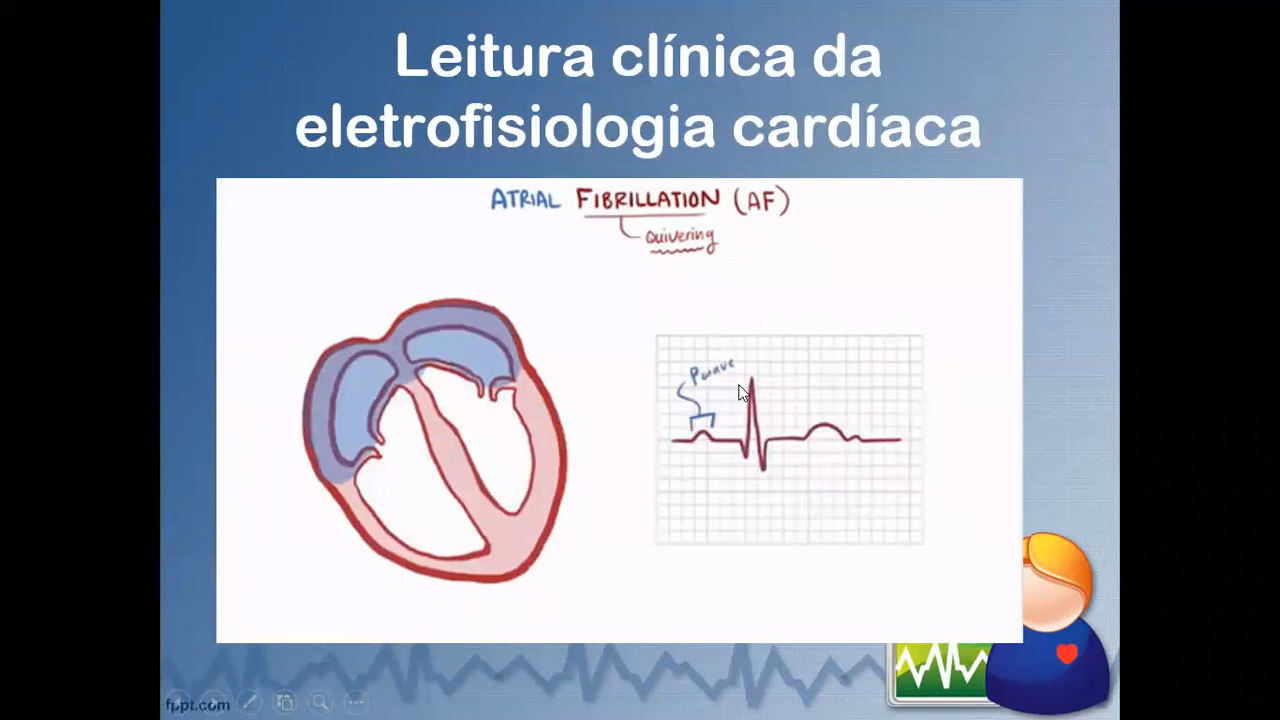 Leitura clínica da
eletrofisiologia cardíaca
ATRIAL FIBRILLATION (AF)
Quivering
P wave
fppt.com